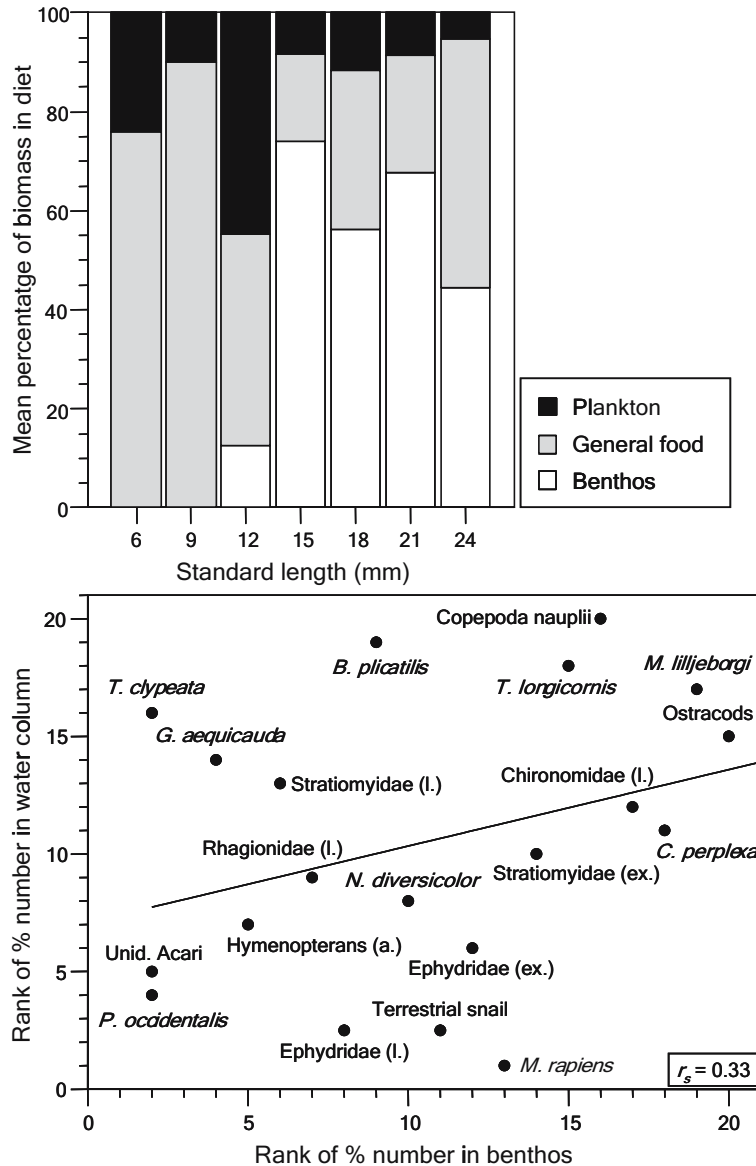 Mean percentatge of biomass in diet
100
80
60
40
20
0
6 9 12 15 18 21 24
Standard length (mm)
Plankton
General food
Benthos
Rank of % number in water column
20
15
10
5
0
0 5 10 15 20
Rank of % number in benthos
Copepoda nauplii
B. plicatilis
T. longicornis
M. lilljeborgi
T. clypeata
Ostracods
G. aequicauda
Stratiomyidae (l.)
Chironomidae (l.)
C. perplexa
Rhagionidae (l.)
Stratiomyidae (ex.)
N. diversicolor
Hymenopterans (a.)
Unid. Acari
Ephydridae (ex.)
P. occidentalis
Terrestrial snail
Ephydridae (l.)
M. rapiens
rs = 0.33